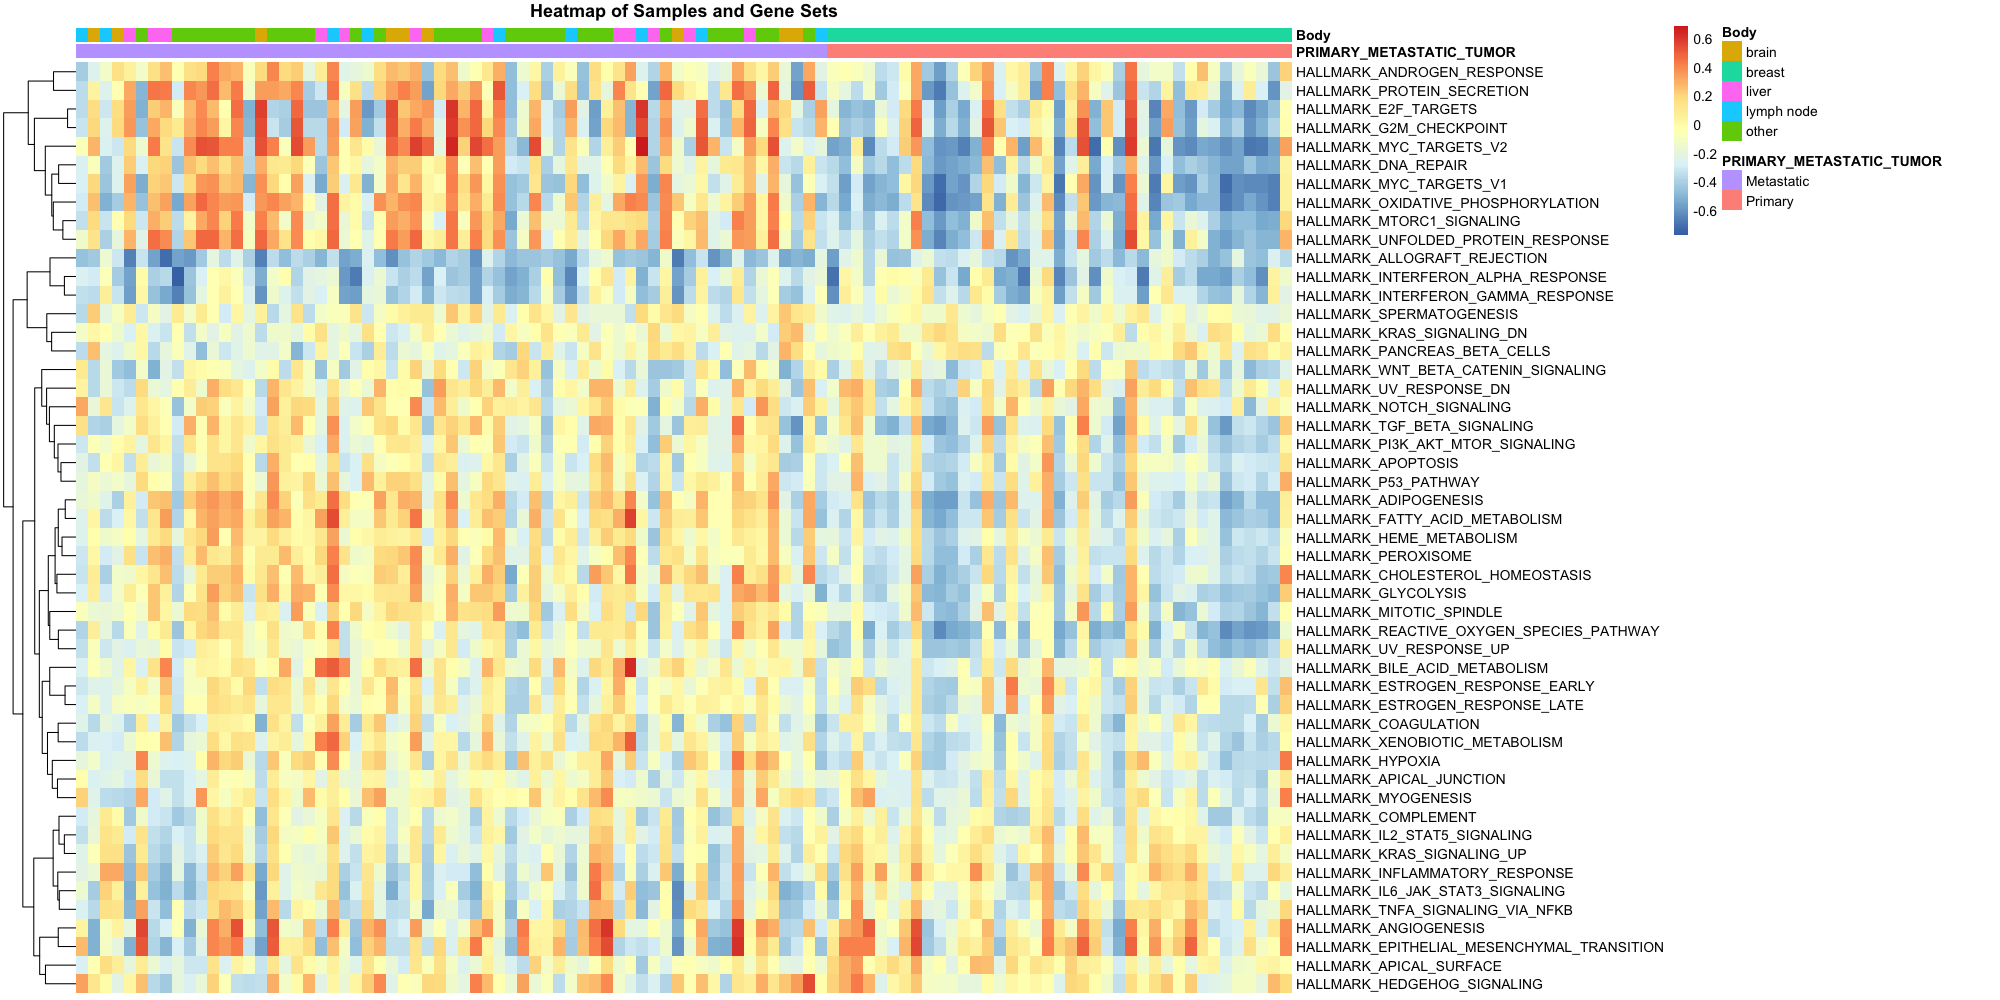 Heatmap of Samples and Gene Sets
Body
PRIMARY_METASTATIC_TUMOR
HALLMARK_ANDROGEN_RESPONSE
HALLMARK_PROTEIN_SECRETION
HALLMARK_E2F_TARGETS
HALLMARK_G2M_CHECKPOINT
HALLMARK_MYC_TARGETS_V2
HALLMARK_DNA_REPAIR
HALLMARK_MYC_TARGETS_V1
HALLMARK_OXIDATIVE_PHOSPHORYLATION
HALLMARK_MTORC1_SIGNALING
HALLMARK_UNFOLDED_PROTEIN_RESPONSE
HALLMARK_ALLOGRAFT_REJECTION
HALLMARK_INTERFERON_ALPHA_RESPONSE
HALLMARK_INTERFERON_GAMMA_RESPONSE
HALLMARK_SPERMATOGENESIS
HALLMARK_KRAS_SIGNALING_DN
HALLMARK_PANCREAS_BETA_CELLS
HALLMARK_WNT_BETA_CATENIN_SIGNALING
HALLMARK_UV_RESPONSE_DN
HALLMARK_NOTCH_SIGNALING
HALLMARK_TGF_BETA_SIGNALING
HALLMARK_PI3K_AKT_MTOR_SIGNALING
HALLMARK_APOPTOSIS
HALLMARK_P53_PATHWAY
HALLMARK_ADIPOGENESIS
HALLMARK_FATTY_ACID_METABOLISM
HALLMARK_HEME_METABOLISM
HALLMARK_PEROXISOME
HALLMARK_CHOLESTEROL_HOMEOSTASIS
HALLMARK_GLYCOLYSIS
HALLMARK_MITOTIC_SPINDLE
HALLMARK_REACTIVE_OXYGEN_SPECIES_PATHWAY
HALLMARK_UV_RESPONSE_UP
HALLMARK_BILE_ACID_METABOLISM
HALLMARK_ESTROGEN_RESPONSE_EARLY
HALLMARK_ESTROGEN_RESPONSE_LATE
HALLMARK_COAGULATION
HALLMARK_XENOBIOTIC_METABOLISM
HALLMARK_HYPOXIA
HALLMARK_APICAL_JUNCTION
HALLMARK_MYOGENESIS
HALLMARK_COMPLEMENT
HALLMARK_IL2_STAT5_SIGNALING
HALLMARK_KRAS_SIGNALING_UP
HALLMARK_INFLAMMATORY_RESPONSE
HALLMARK_IL6_JAK_STAT3_SIGNALING
HALLMARK_TNFA_SIGNALING_VIA_NFKB
HALLMARK_ANGIOGENESIS
HALLMARK_EPITHELIAL_MESENCHYMAL_TRANSITION
HALLMARK_APICAL_SURFACE
HALLMARK_HEDGEHOG_SIGNALING
0.6
0.4
0.2
0
-0.2
-0.4
-0.6
Body
brain
breast
liver
lymph node
other
PRIMARY_METASTATIC_TUMOR
Metastatic
Primary